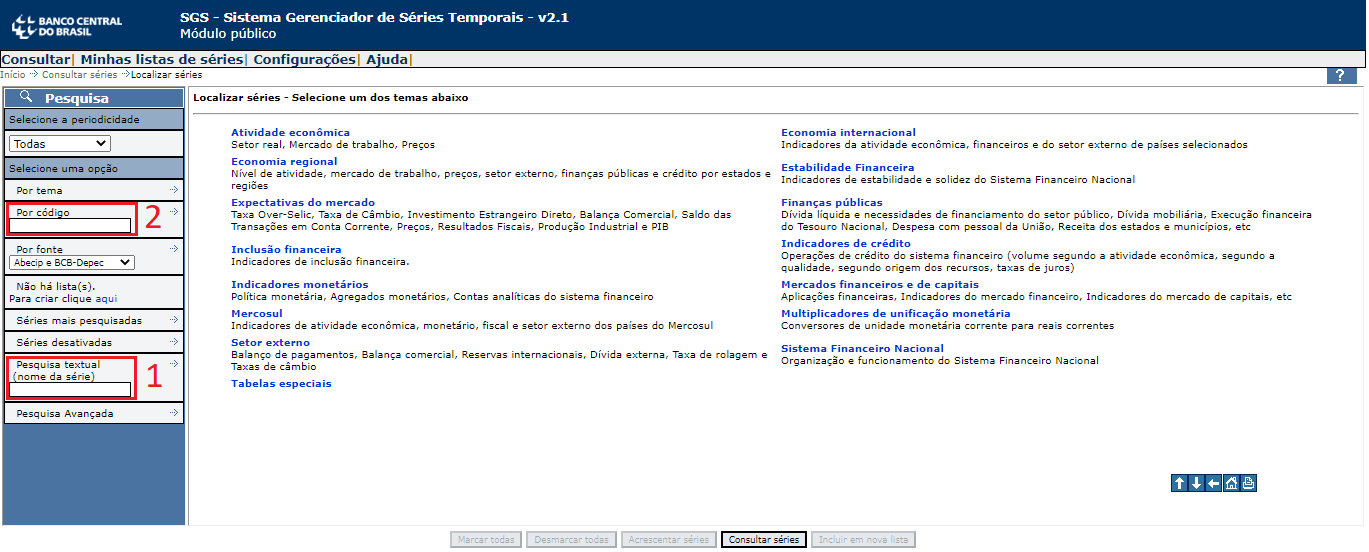 BANCO CENTRAL
DO BRASIL
SGS - Sistema Gerenciador de Séries Temporais - v2.1
Módulo público
Consultar| Minhas listas de séries| Configurações| Ajuda|
Início Consultar séries Localizar séries
?
Pesquisa
Selecione a periodicidade
Todas
Selecione uma opção
Por tema
Por código
2
Por fonte
Abecip e BCB-Depec
Não há lista(s).
Para criar clique aqui
Séries mais pesquisadas
Séries desativadas
Pesquisa textual
(nome da série)
1
Pesquisa Avançada
Localizar séries - Selecione um dos temas abaixo
Atividade econômica
Setor real, Mercado de trabalho, Preços
Economia regional
Nível de atividade, mercado de trabalho, preços, setor externo, finanças públicas e crédito por estados e
regiões
Expectativas do mercado
Taxa Over-Selic, Taxa de Câmbio, Investimento Estrangeiro Direto, Balança Comercial, Saldo das
Transações em Conta Corrente, Preços, Resultados Fiscais, Produção Industrial e PIB
Inclusão financeira
Indicadores de inclusão financeira.
Indicadores monetários
Política monetária, Agregados monetários, Contas analíticas do sistema financeiro
Mercosul
Indicadores de atividade econômica, monetário, fiscal e setor externo dos países do Mercosul
Setor externo
Balanço de pagamentos, Balança comercial, Reservas internacionais, Dívida externa, Taxa de rolagem e
Taxas de câmbio
Tabelas especiais
Economia internacional
Indicadores da atividade econômica, financeiros e do setor externo de países selecionados
Estabilidade Financeira
Indicadores de estabilidade e solidez do Sistema Financeiro Nacional
Finanças públicas
Dívida líquida e necessidades de financiamento do setor público, Dívida mobiliária, Execução financeira
do Tesouro Nacional, Despesa com pessoal da União, Receita dos estados e municípios, etc
Indicadores de crédito
Operações de crédito do sistema financeiro (volume segundo a atividade econômica, segundo a
qualidade, segundo origem dos recursos, taxas de juros)
Mercados financeiros e de capitais
Aplicações financeiras, Indicadores do mercado financeiro, Indicadores do mercado de capitais, etc
Multiplicadores de unificação monetária
Conversores de unidade monetária corrente para reais correntes
Sistema Financeiro Nacional
Organização e funcionamento do Sistema Financeiro Nacional
Marcar todas
Desmarcar todas
Acrescentar séries
Consultar séries
Incluir em nova lista